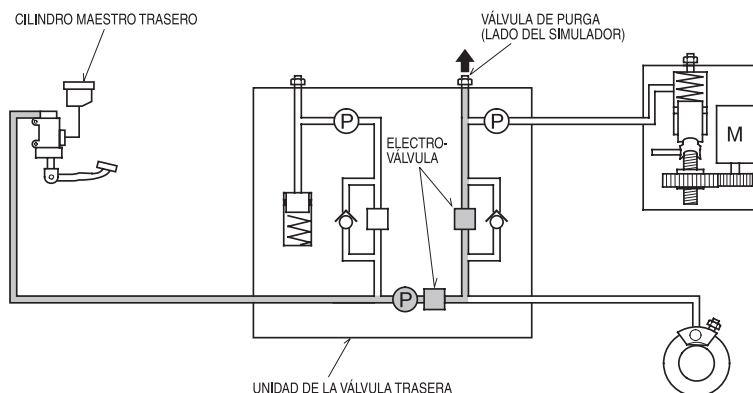 CILINDRO MAESTRO TRASERO
VÁLVULA DE PURGA
(LADO DEL SIMULADOR)
P
P
ELECTRO-
VÁLVULA
M
P
UNIDAD DE LA VÁLVULA TRASERA